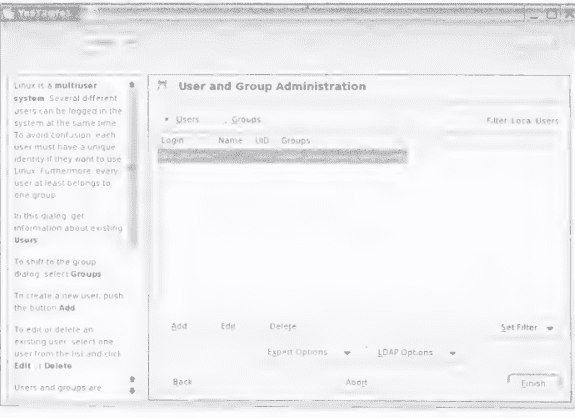 Linux is a multiuser
system. Several different
users can be logged in the
system at the same time.
To avoid confusion, each
user must have a unique
identity if they want to use
Linux. Furthermore, every
user at least belongs to
one group.
In this dialog, get
information about existing
Users
To shift to the group
dialog, select Groups
To create a new user, push
the button Add
To edit or delete an
existing user, select one
user from the list and click
Edit or Delete
Users and groups are
User and Group Administration
Users Groups Filter: Local Users
Login Name UID Groups
Add Edit Delete Set Filter
Expert Options LDAP Options
Back Abort Finish